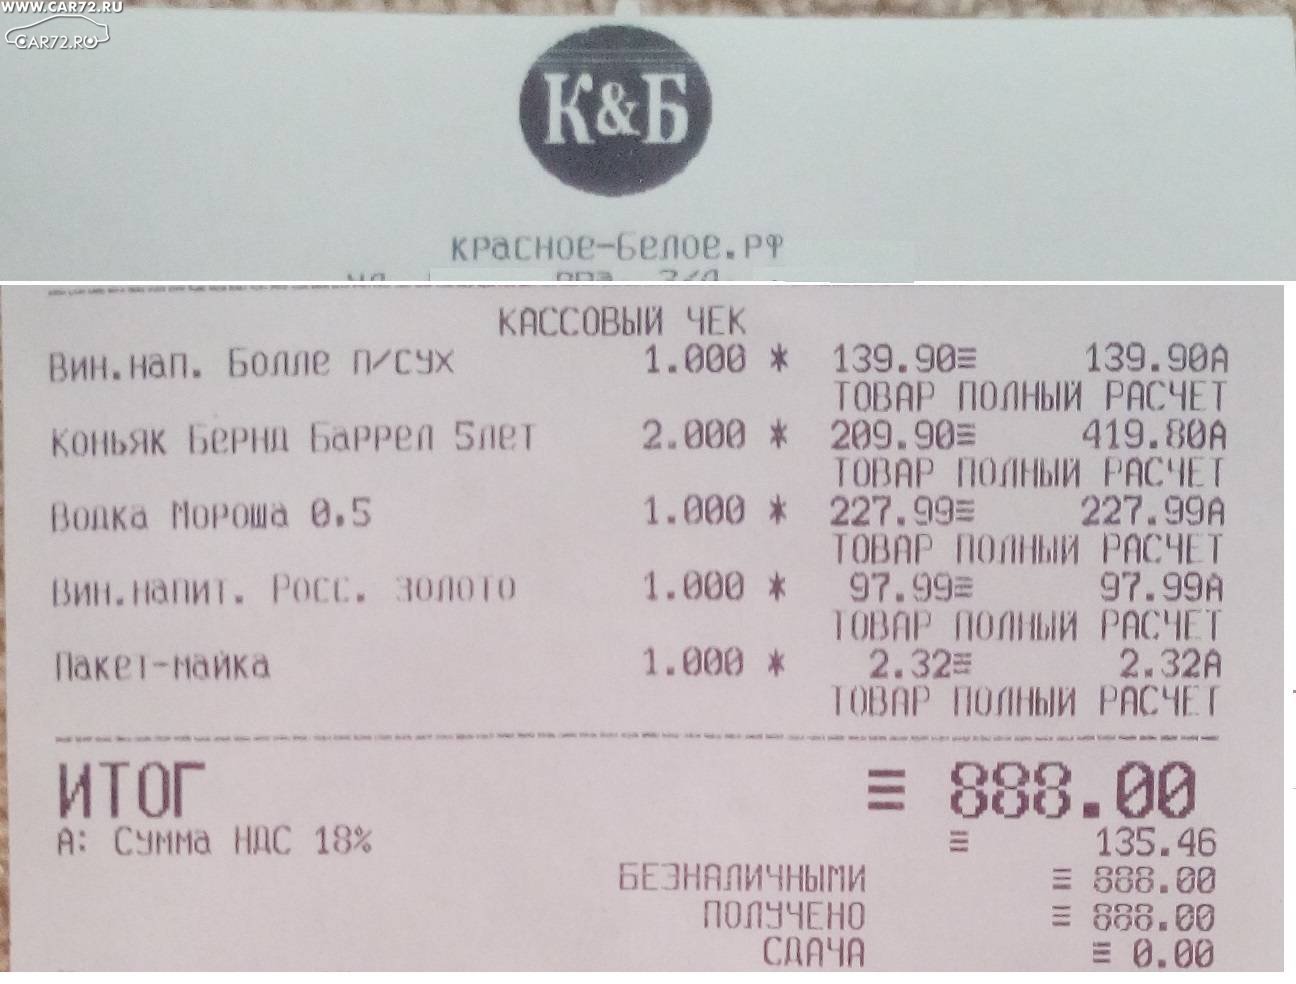 WWW.CAR72.RU
CAR72.RU
К&Б
красное-белое.рф
КАССОВЫЙ ЧЕК
Вин.нап. Болле п/сух 1.000 * 139.90≡ 139.90А
ТОВАР ПОЛНЫЙ РАСЧЕТ
Коньяк Бернд Баррел 5лет 2.000 * 209.90≡ 419.80А
ТОВАР ПОЛНЫЙ РАСЧЕТ
Водка Мороша 0.5 1.000 * 227.99≡ 227.99А
ТОВАР ПОЛНЫЙ РАСЧЕТ
Вин.напит. Росс. золото 1.000 * 97.99≡ 97.99А
ТОВАР ПОЛНЫЙ РАСЧЕТ
Пакет-майка 1.000 * 2.32≡ 2.32А
ТОВАР ПОЛНЫЙ РАСЧЕТ
ИТОГ ≡ 888.00
А: Сумма НДС 18% ≡ 135.46
БЕЗНАЛИЧНЫМИ ≡ 888.00
ПОЛУЧЕНО ≡ 888.00
СДАЧА ≡ 0.00